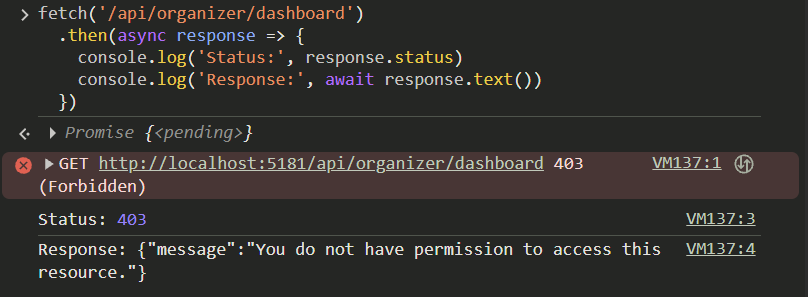 > fetch('/api/organizer/dashboard')
.then(async response => {
console.log('Status:', response.status)
console.log('Response:', await response.text())
})
Promise {<pending>}
GET http://localhost:5181/api/organizer/dashboard 403 VM137:1
(Forbidden)
Status: 403 VM137:3
Response: {"message":"You do not have permission to access this VM137:4
resource."}